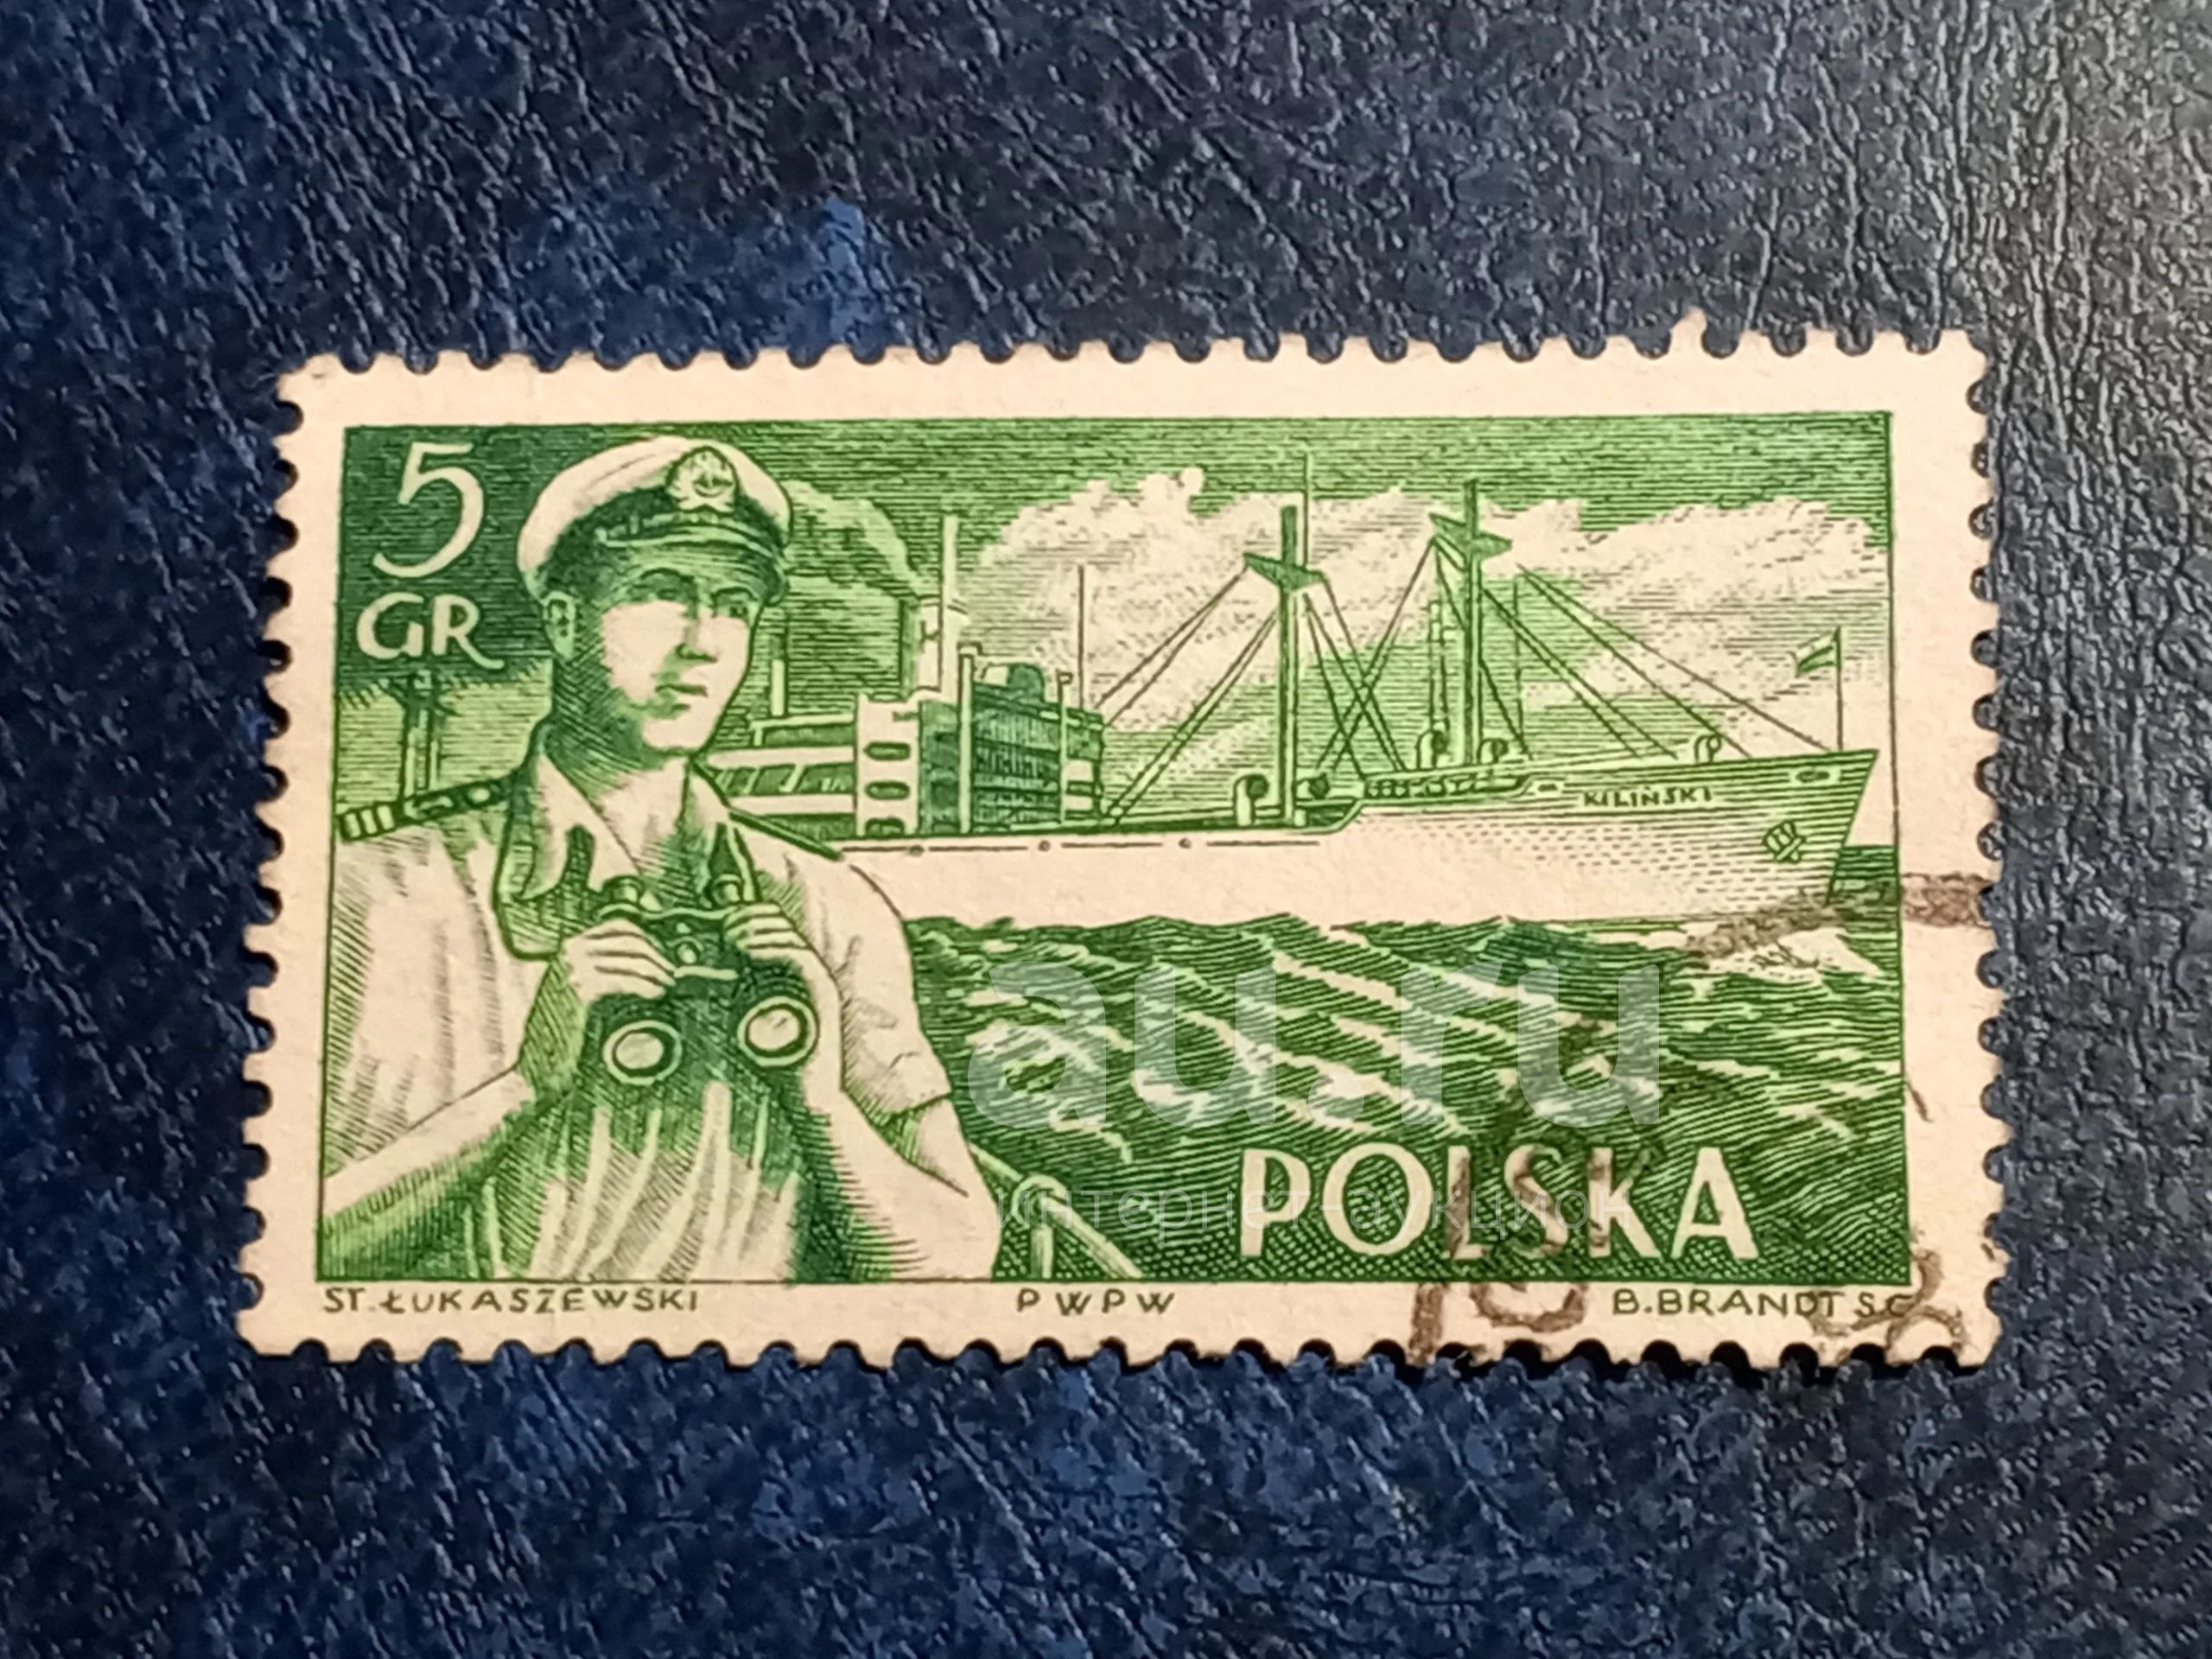 5
GR
KILIŃSKI
au.ru
интернет-аукцион
POLSKA
ST. ŁUKASZEWSKI
PWPW
B. BRANDT SC